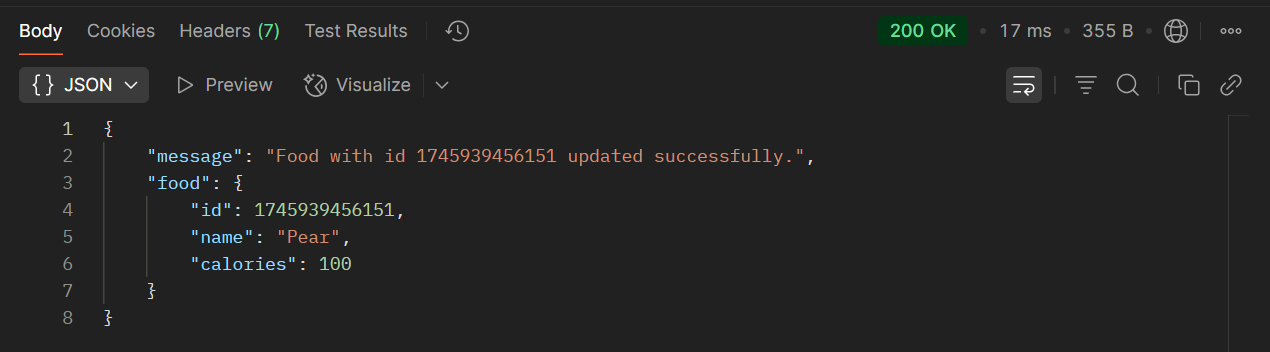 Body Cookies Headers (7) Test Results 200 OK • 17 ms • 355 B •
{} JSON Preview Visualize
1 {
2 "message": "Food with id 1745939456151 updated successfully.",
3 "food": {
4 "id": 1745939456151,
5 "name": "Pear",
6 "calories": 100
7 }
8 }